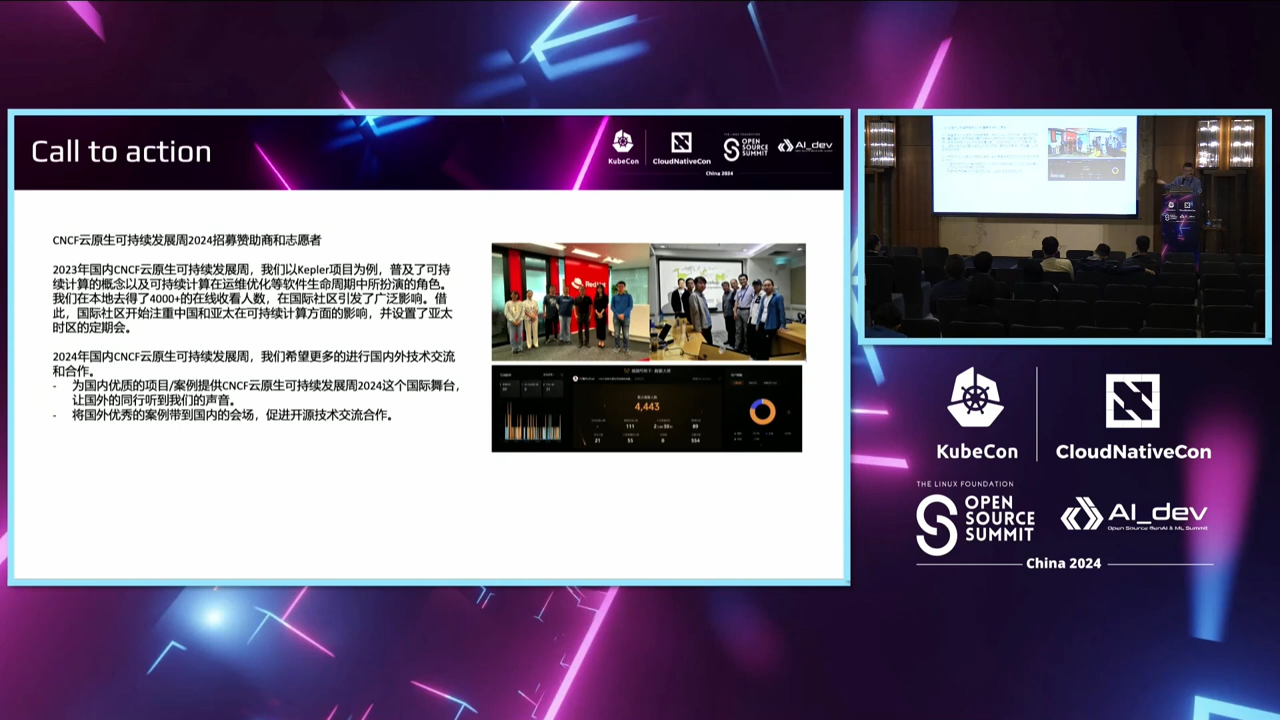 Call to action
KubeCon
CloudNativeCon
THE LINUX FOUNDATION
OPEN
SOURCE
SUMMIT
AI_dev
China 2024
CNCF云原生可持续发展周2024招募赞助商和志愿者
2023年国内CNCF云原生可持续发展周，我们以Kepler项目为例，普及了可持
续计算的概念以及可持续计算在运维优化等软件生命周期中所扮演的角色。
我们在本地去得了4000+的在线收看人数，在国际社区引发了广泛影响。借
此，国际社区开始注重中国和亚太在可持续计算方面的影响，并设置了亚太
时区的定期会。
2024年国内CNCF云原生可持续发展周，我们希望更多的进行国内外技术交流
和合作。
- 为国内优质的项目/案例提供CNCF云原生可持续发展周2024这个国际舞台，
让国外的同行听到我们的声音。
- 将国外优秀的案例带到国内的会场，促进开源技术交流合作。
4,443
KubeCon
CloudNativeCon
THE LINUX FOUNDATION
OPEN
SOURCE
SUMMIT
AI_dev
Open Source GenAI & ML Summit
China 2024